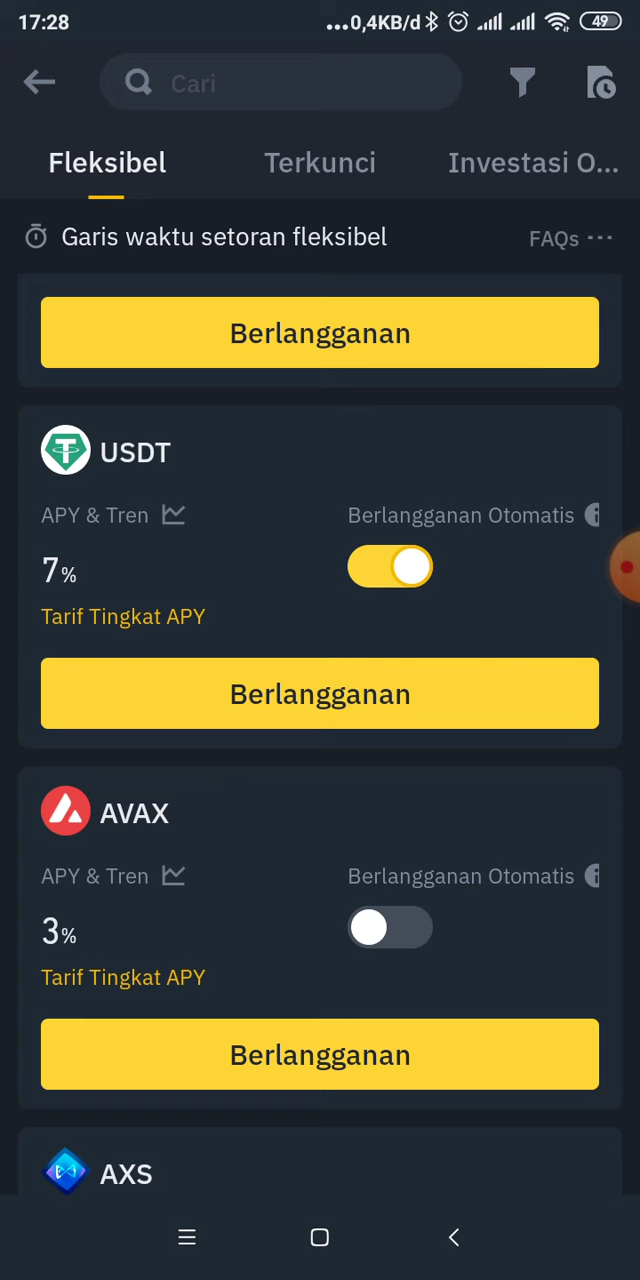 17:28
...0,4KB/d
49
Cari
Fleksibel
Terkunci
Investasi O...
Garis waktu setoran fleksibel
FAQs
Berlangganan
USDT
APY & Tren
Berlangganan Otomatis
7%
Tarif Tingkat APY
Berlangganan
AVAX
APY & Tren
Berlangganan Otomatis
3%
Tarif Tingkat APY
Berlangganan
AXS